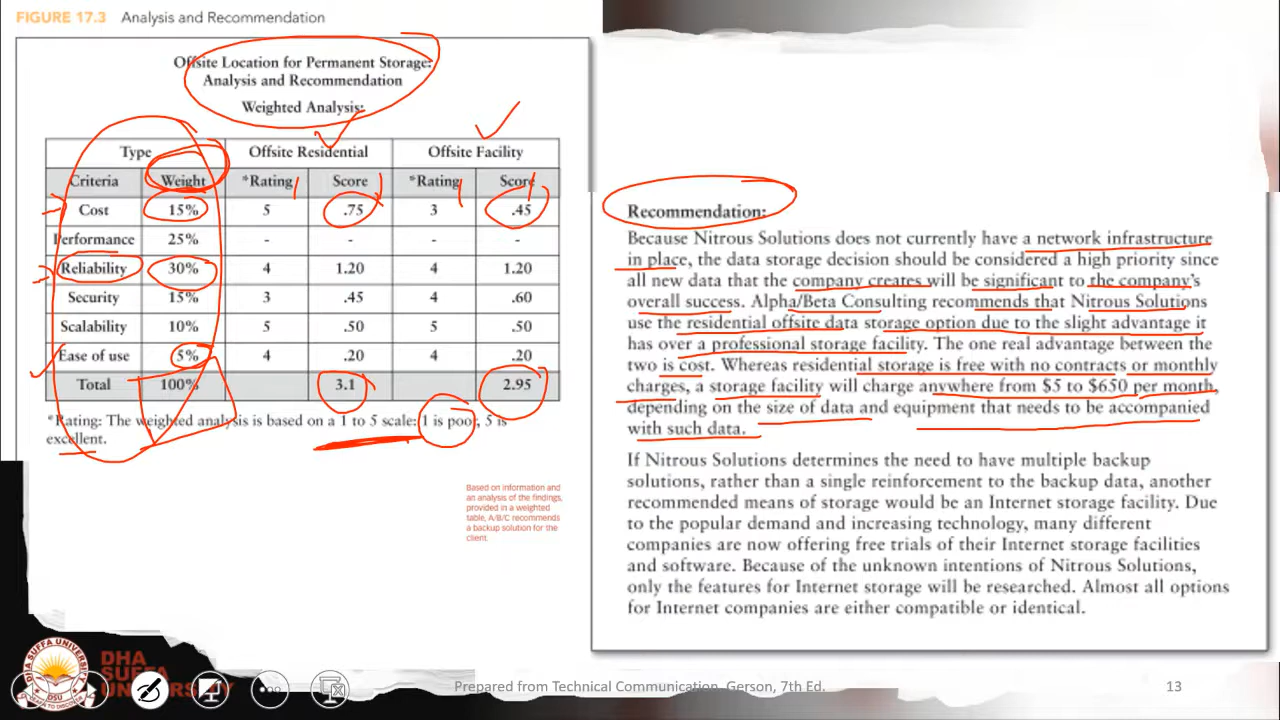 FIGURE 17.3 Analysis and Recommendation
Offsite Location for Permanent Storage:
Analysis and Recommendation
Weighted Analysis:
Type Offsite Residential Offsite Facility
Criteria Weight *Rating Score *Rating Score
Cost 15% 5 .75 3 .45
Performance 25% - - - -
Reliability 30% 4 1.20 4 1.20
Security 15% 3 .45 4 .60
Scalability 10% 5 .50 5 .50
Ease of use 5% 4 .20 4 .20
Total 100% 3.1 2.95
*Rating: The weighted analysis is based on a 1 to 5 scale: 1 is poor, 5 is
excellent.
Based on information and
an analysis of the findings,
provided in a weighted
table, A/B/C recommends
a backup solution for the
client.
Recommendation:
Because Nitrous Solutions does not currently have a network infrastructure
in place, the data storage decision should be considered a high priority since
all new data that the company creates will be significant to the company's
overall success. Alpha/Beta Consulting recommends that Nitrous Solutions
use the residential offsite data storage option due to the slight advantage it
has over a professional storage facility. The one real advantage between the
two is cost. Whereas residential storage is free with no contracts or monthly
charges, a storage facility will charge anywhere from $5 to $650 per month,
depending on the size of data and equipment that needs to be accompanied
with such data.
If Nitrous Solutions determines the need to have multiple backup
solutions, rather than a single reinforcement to the backup data, another
recommended means of storage would be an Internet storage facility. Due
to the popular demand and increasing technology, many different
companies are now offering free trials of their Internet storage facilities
and software. Because of the unknown intentions of Nitrous Solutions,
only the features for Internet storage will be researched. Almost all options
for Internet companies are either compatible or identical.
DHA
SUFFA
UNIVERSITY
DHA SUFFA UNIVERSITY
DSU
Prepared from Technical Communication, Gerson, 7th Ed.
13